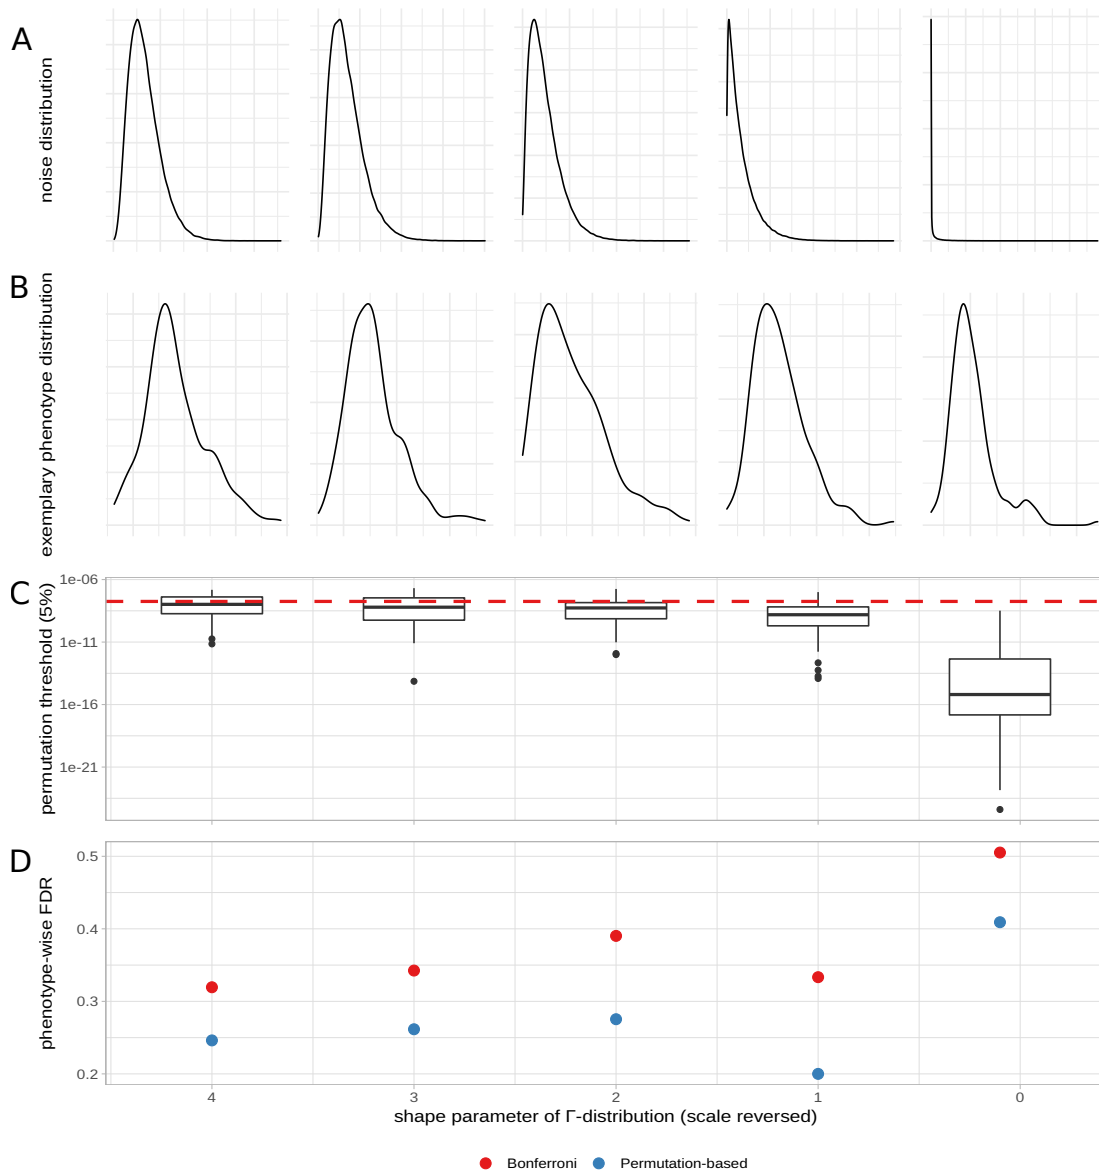 A
noise distribution
B
exemplary phenotype distribution
C
permutation threshold (5%)
1e-06
1e-11
1e-16
1e-21
D
phenotype-wise FDR
0.5
0.4
0.3
0.2
4 3 2 1 0
shape parameter of Γ-distribution (scale reversed)
Bonferroni Permutation-based